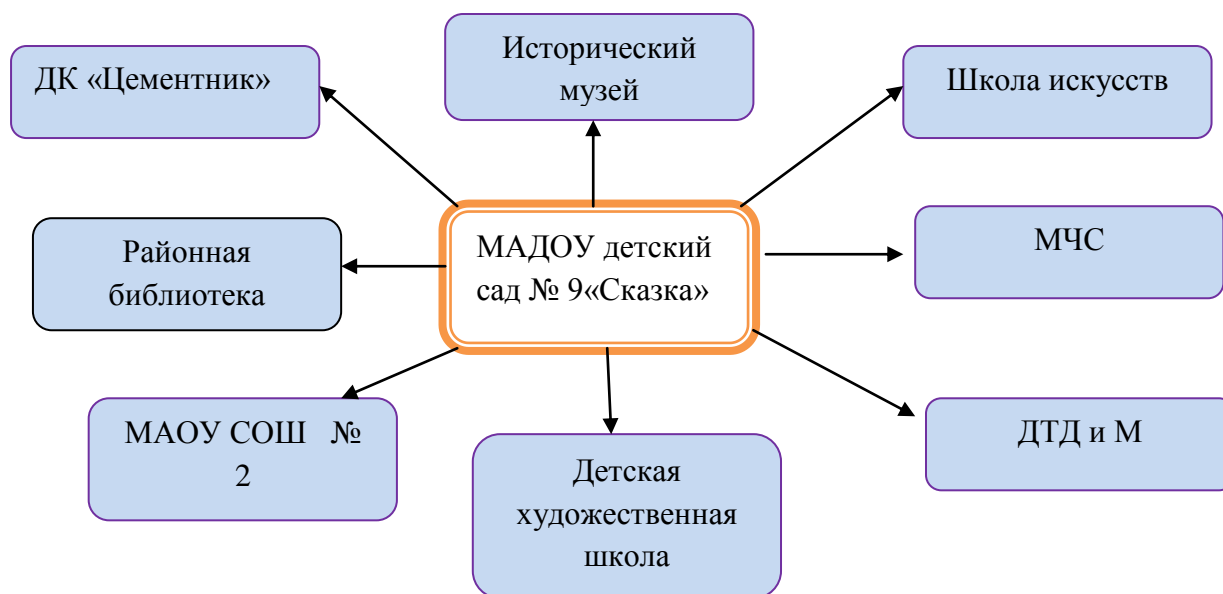 ДК «Цементник»
Исторический
музей
Школа искусств
Районная
библиотека
МАДОУ детский
сад № 9«Сказка»
МЧС
МАОУ СОШ №
2
Детская
художественная
школа
ДТД и М